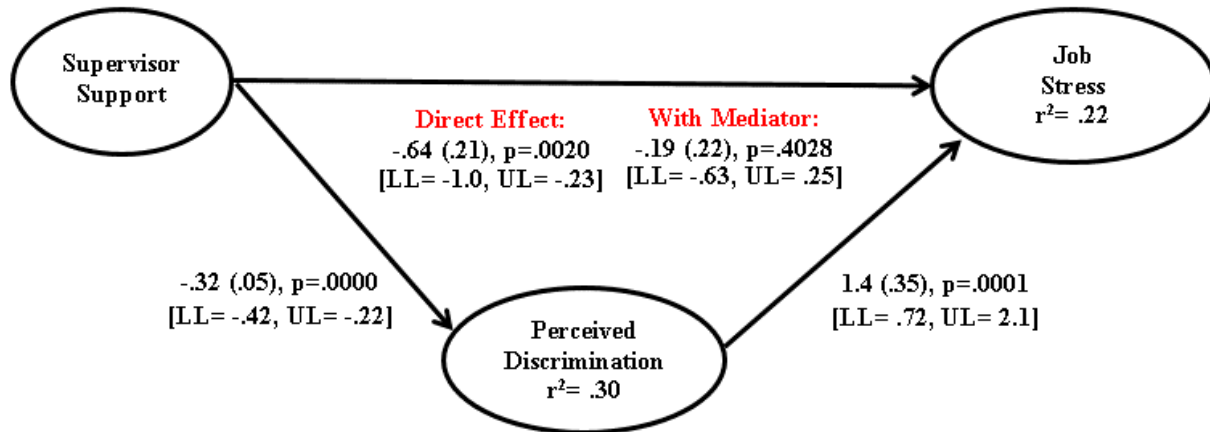 Supervisor
Support
Job
Stress
r²= .22
Direct Effect:
-.64 (.21), p=.0020
[LL= -1.0, UL= -.23]
With Mediator:
-.19 (.22), p=.4028
[LL= -.63, UL= .25]
-.32 (.05), p=.0000
[LL= -.42, UL= -.22]
1.4 (.35), p=.0001
[LL= .72, UL= 2.1]
Perceived
Discrimination
r²= .30